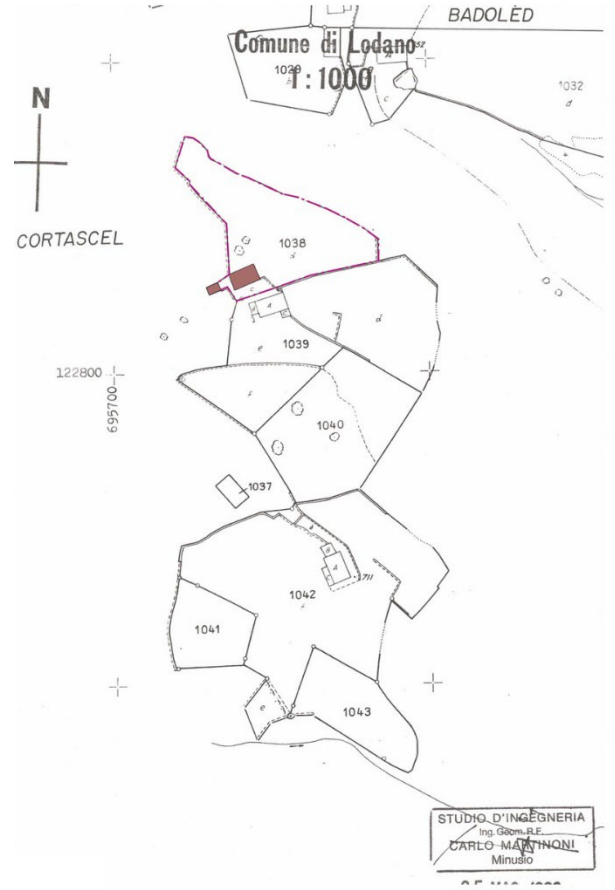 BADOLÈD
Comune di Lodano
1:1000
1029
c
1032
d
N
CORTASCEL
1038
c
A
d
1039
e
122800
695700
f
1040
1037
b
B
A
C
711
1042
1041
e
1043
STUDIO D'INGEGNERIA
Ing. Geom. R.F.
CARLO MARTINONI
Minusio